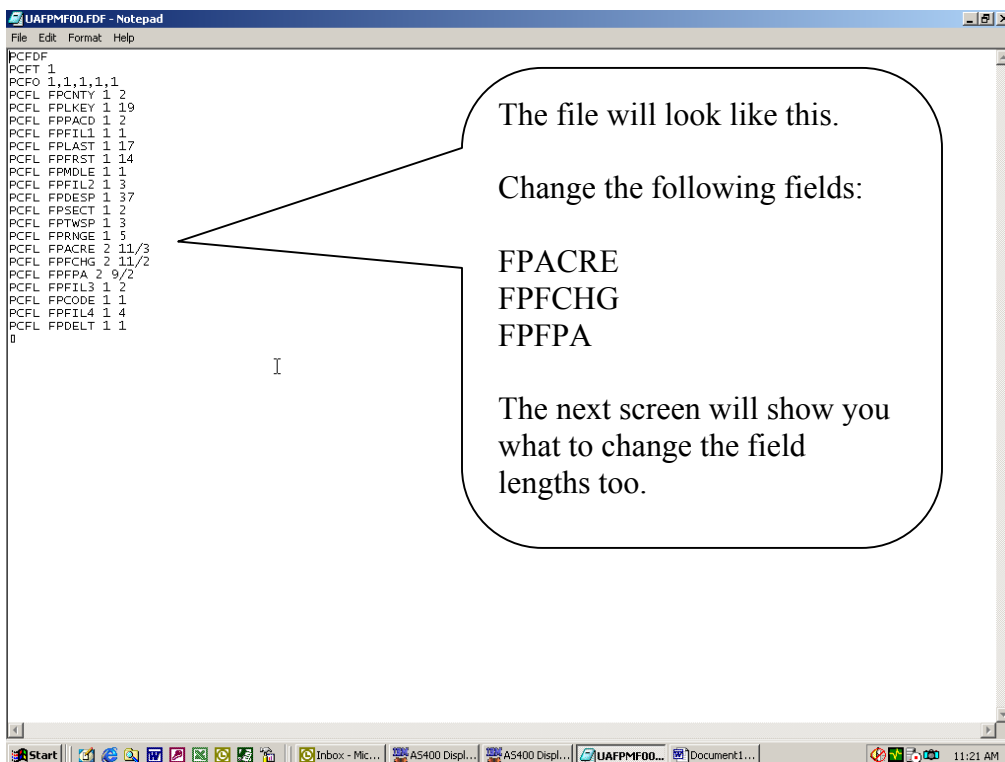 UAFPMF00.FDF - Notepad
File Edit Format Help
PCFDF
PCFT 1
PCFO 1,1,1,1,1
PCFL FPCNTY 1 2
PCFL FPLKEY 1 19
PCFL FPPACD 1 2
PCFL FPFIL1 1 1
PCFL FPLAST 1 17
PCFL FPFRST 1 14
PCFL FPMDLE 1 1
PCFL FPFIL2 1 3
PCFL FPDESP 1 37
PCFL FPSECT 1 2
PCFL FPTWSP 1 3
PCFL FPRNGE 1 5
PCFL FPACRE 2 11/3
PCFL FPFCHG 2 11/2
PCFL FPFPA 2 9/2
PCFL FPFIL3 1 2
PCFL FPCODE 1 1
PCFL FPFIL4 1 4
PCFL FPDELT 1 1
The file will look like this.
Change the following fields:
FPACRE
FPFCHG
FPFPA
The next screen will show you
what to change the field
lengths too.
Start Inbox - Mic... AS400 Displ... AS400 Displ... UAFPMF00... Document1... 11:21 AM